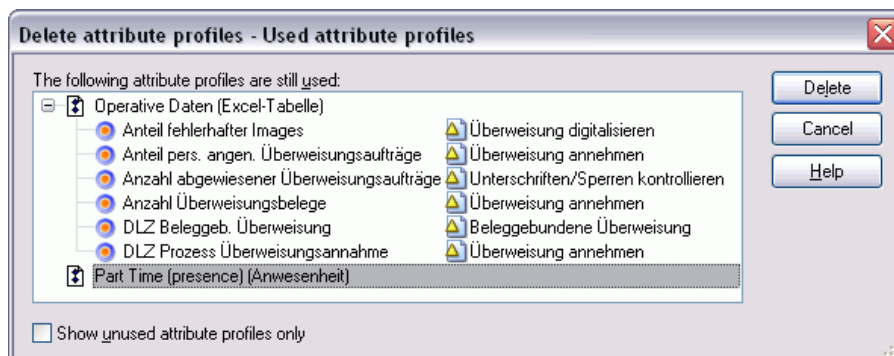 Delete attribute profiles - Used attribute profiles
The following attribute profiles are still used:
Operative Daten (Excel-Tabelle)
Anteil fehlerhafter Images Überweisung digitalisieren
Anteil pers. angen. Überweisungsaufträge Überweisung annehmen
Anzahl abgewiesener Überweisungsaufträge Unterschriften/Sperren kontrollieren
Anzahl Überweisungsbelege Überweisung annehmen
DLZ Beleggeb. Überweisung Beleggebundene Überweisung
DLZ Prozess Überweisungsannahme Überweisung annehmen
Part Time (presence) (Anwesenheit)
Show unused attribute profiles only
Delete
Cancel
Help